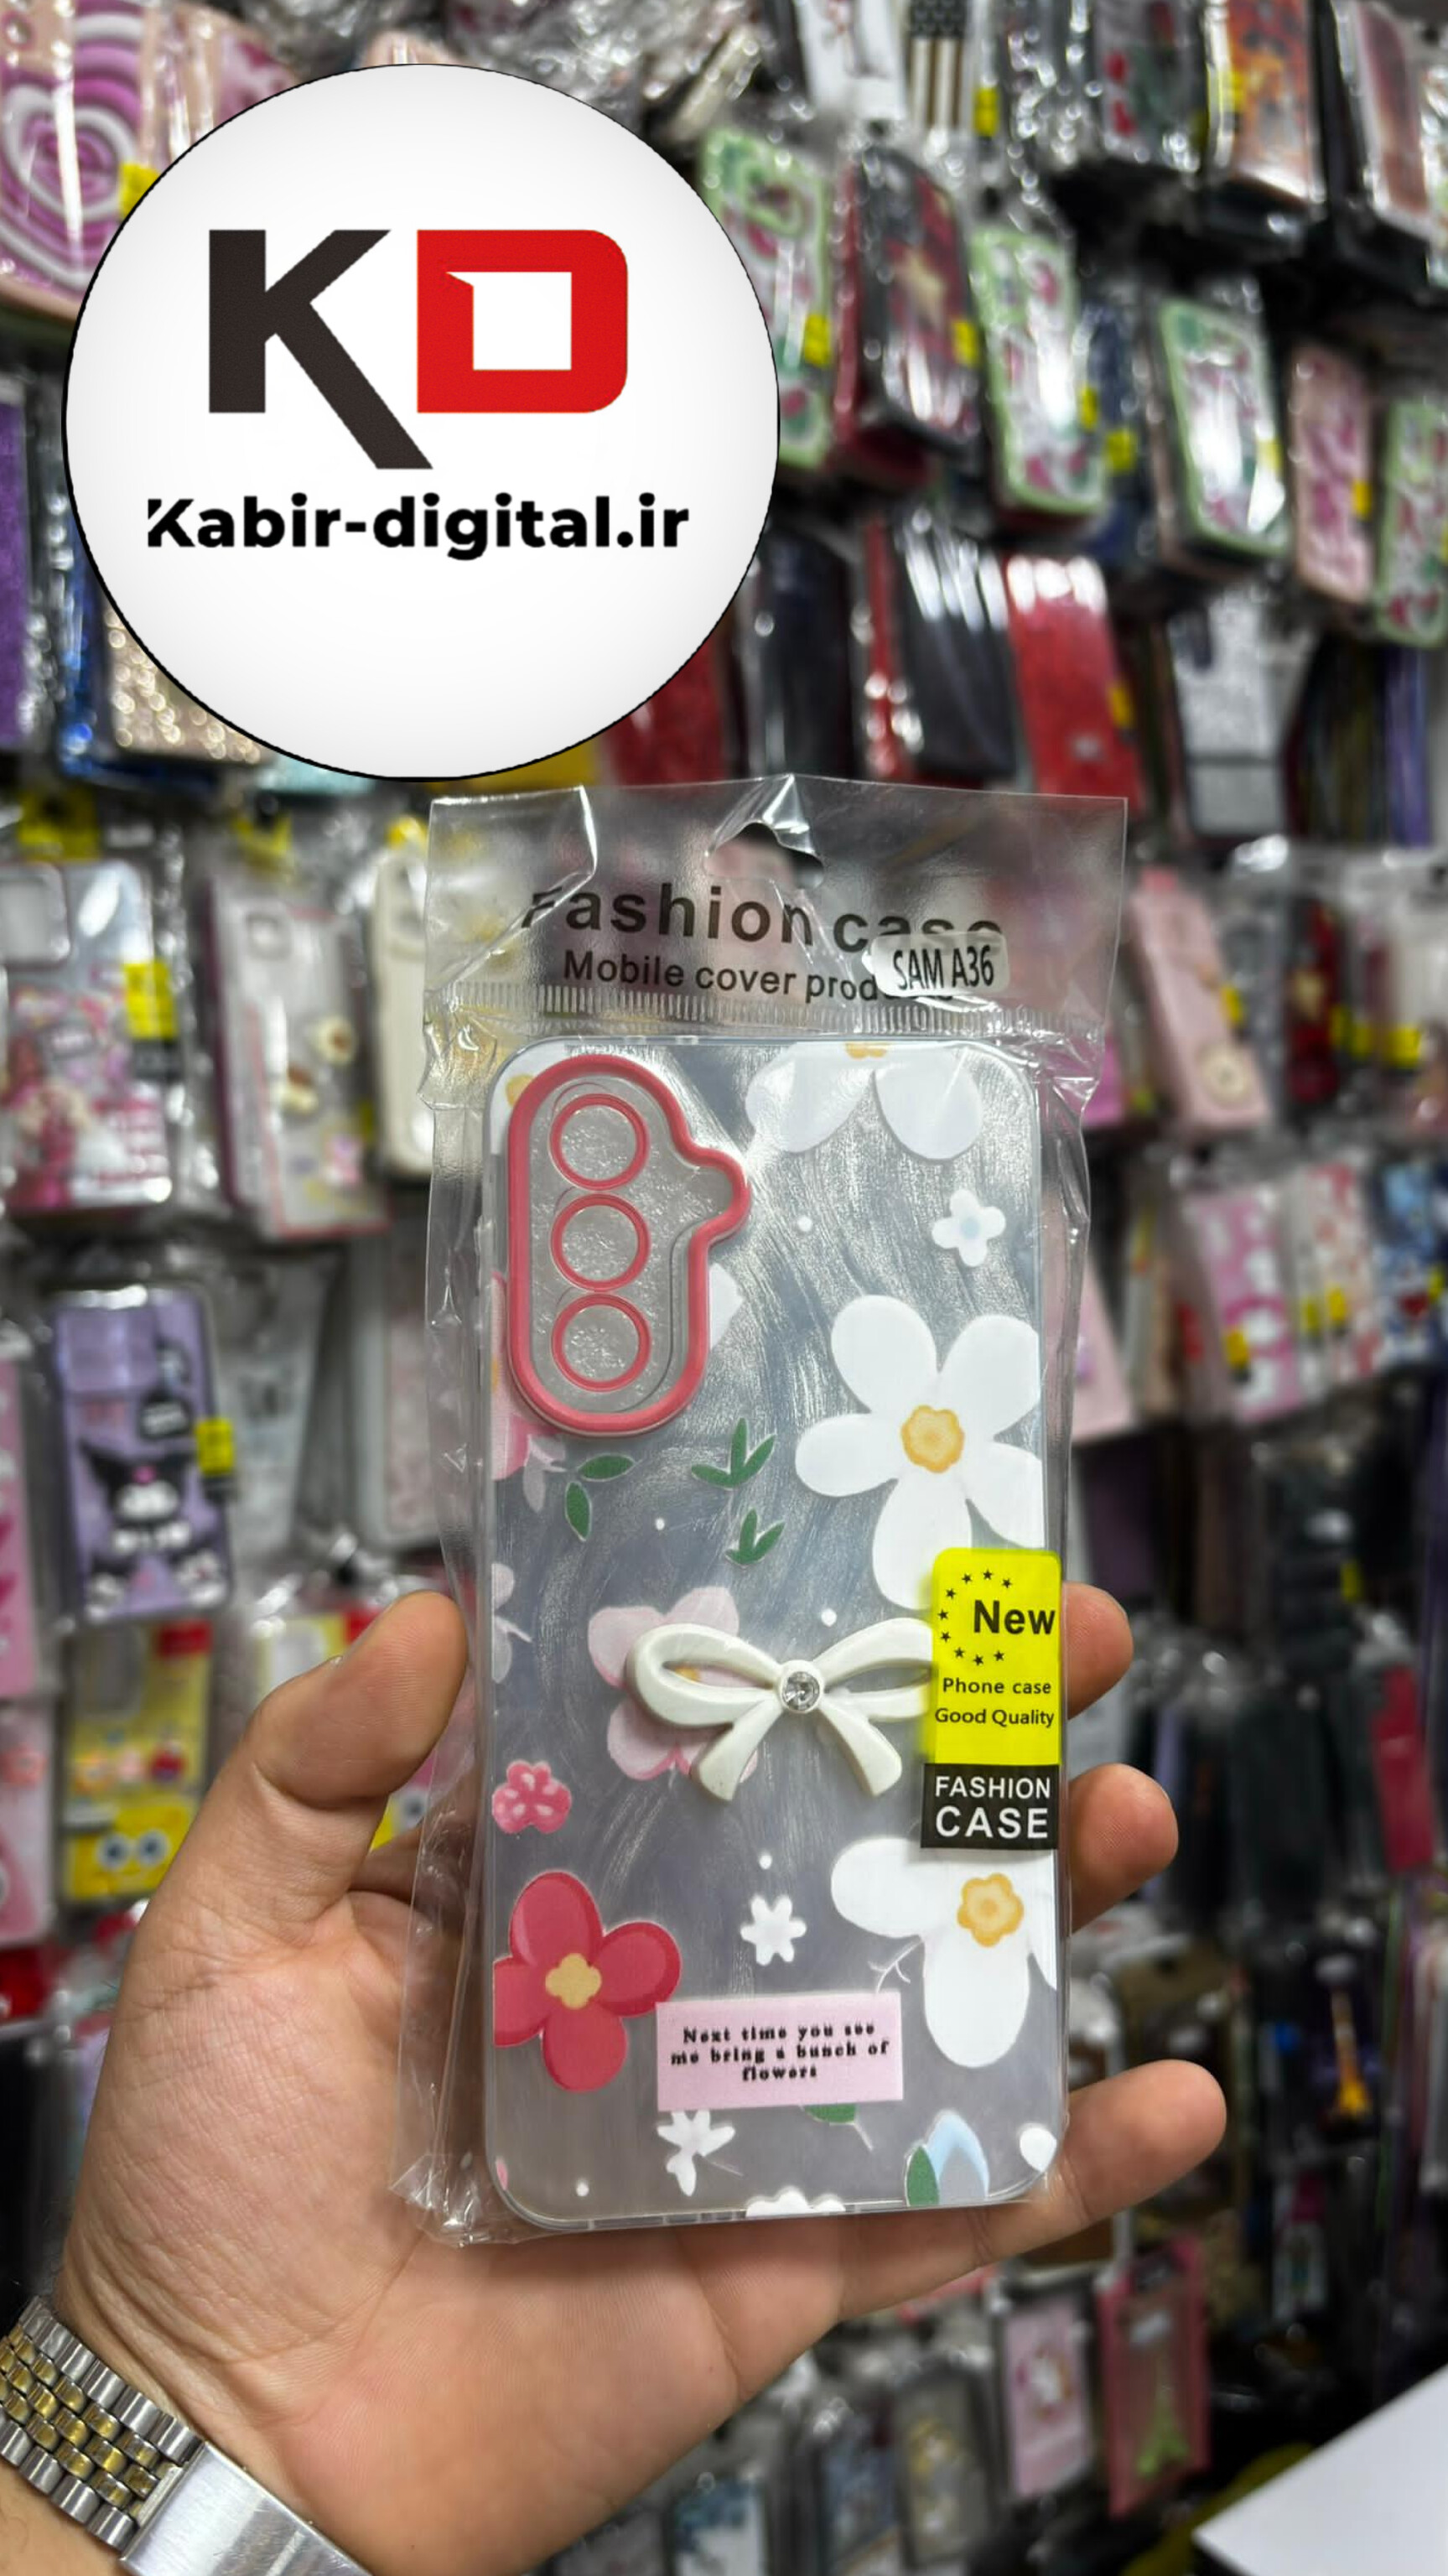 KD
Kabir-digital.ir
Fashion case
Mobile cover
SAM A36
New
Phone case
Good Quality
FASHION
CASE
Next time you see
me bring a bunch of
flowers